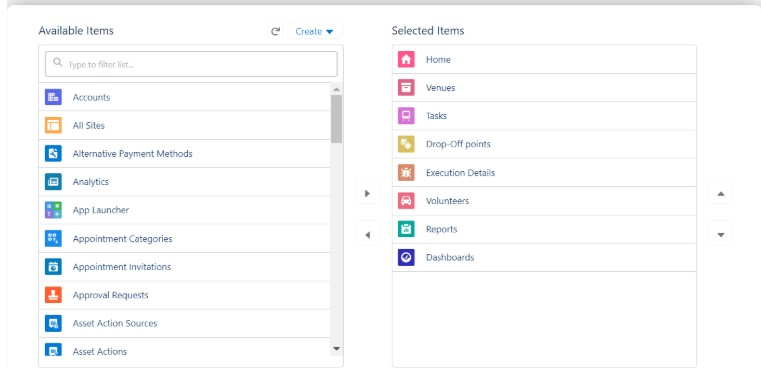 Available Items
Create
Type to filter list...
Accounts
All Sites
Alternative Payment Methods
Analytics
App Launcher
Appointment Categories
Appointment Invitations
Approval Requests
Asset Action Sources
Asset Actions
Selected Items
Home
Venues
Tasks
Drop-Off points
Execution Details
Volunteers
Reports
Dashboards